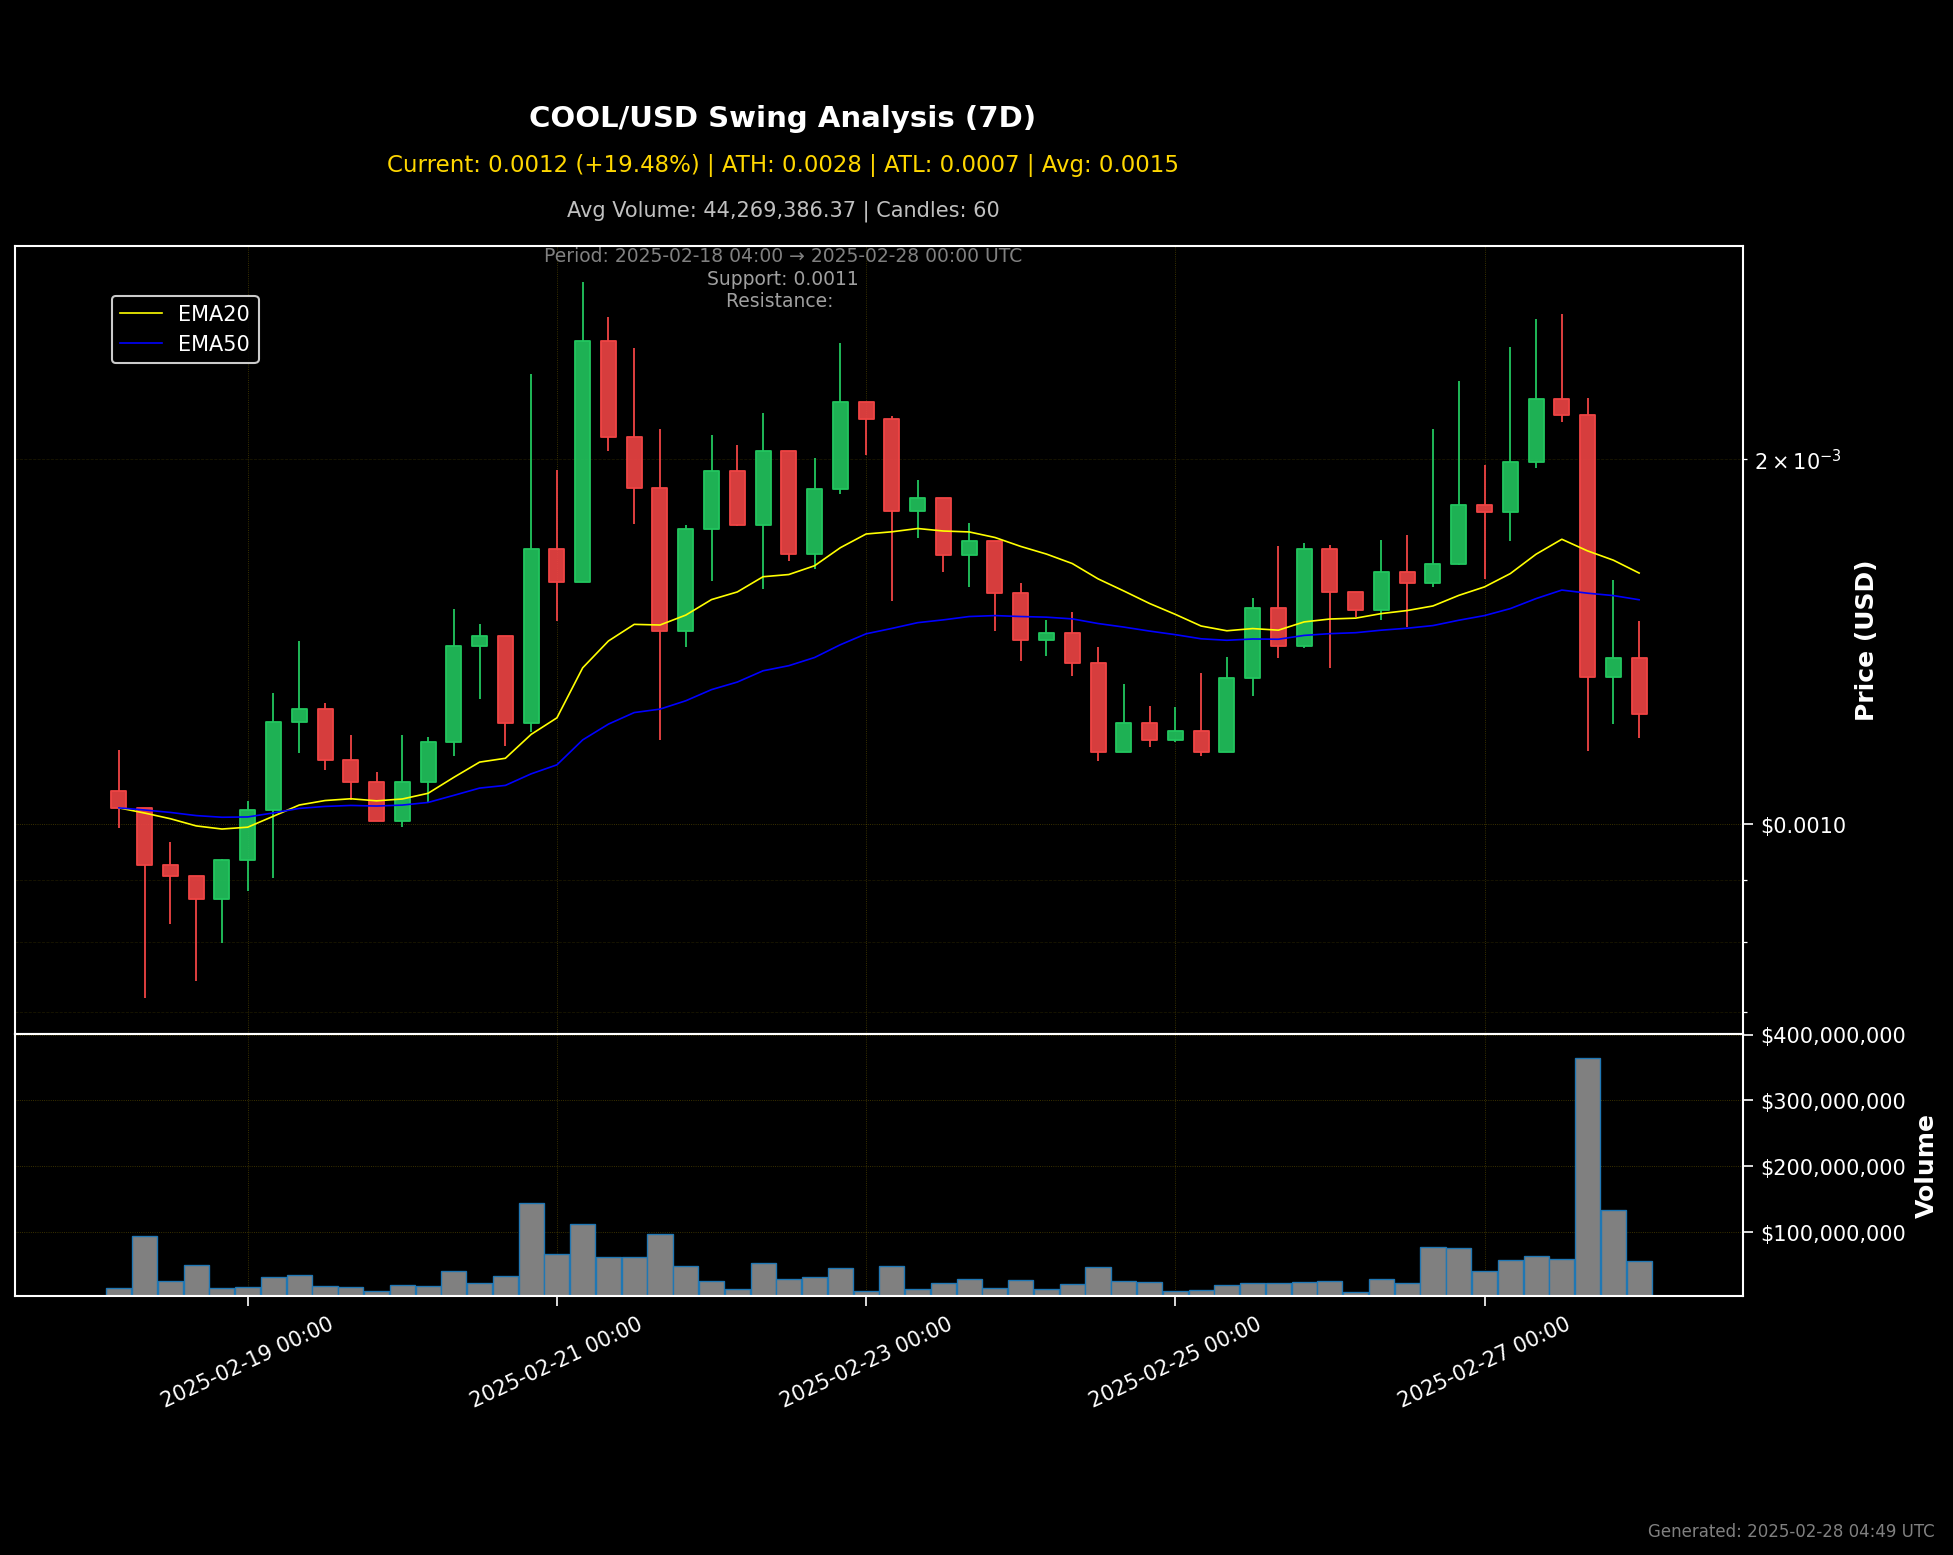 COOL/USD Swing Analysis (7D)
Current: 0.0012 (+19.48%) | ATH: 0.0028 | ATL: 0.0007 | Avg: 0.0015
Avg Volume: 44,269,386.37 | Candles: 60
Period: 2025-02-18 04:00 → 2025-02-28 00:00 UTC
Support: 0.0011
Resistance:
EMA20
EMA50
2 × 10⁻³
$0.0010
Price (USD)
$400,000,000
$300,000,000
$200,000,000
$100,000,000
Volume
2025-02-19 00:00
2025-02-21 00:00
2025-02-23 00:00
2025-02-25 00:00
2025-02-27 00:00
Generated: 2025-02-28 04:49 UTC